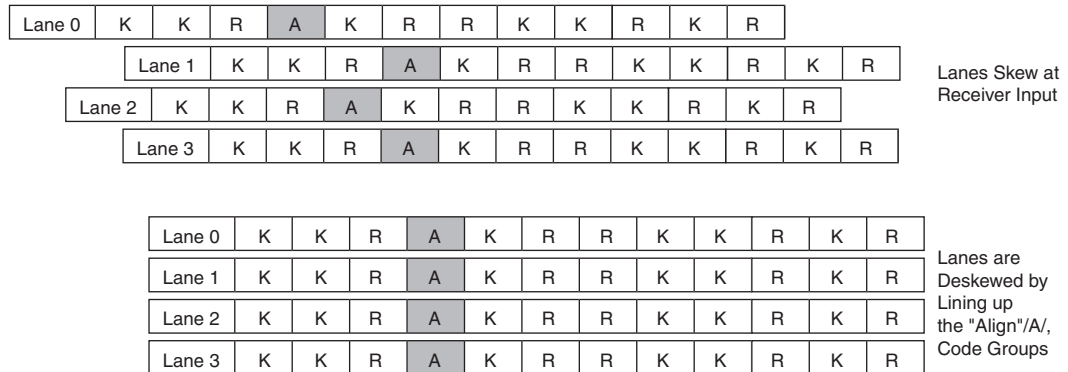 Lane 0 K K R A K R R K K R K R
Lane 1 K K R A K R R K K R K R
Lane 2 K K R A K R R K K R K R
Lane 3 K K R A K R R K K R K R
Lanes Skew at
Receiver Input
Lane 0 K K R A K R R K K R K R
Lane 1 K K R A K R R K K R K R
Lane 2 K K R A K R R K K R K R
Lane 3 K K R A K R R K K R K R
Lanes are
Deskewed by
Lining up
the "Align"/A/,
Code Groups